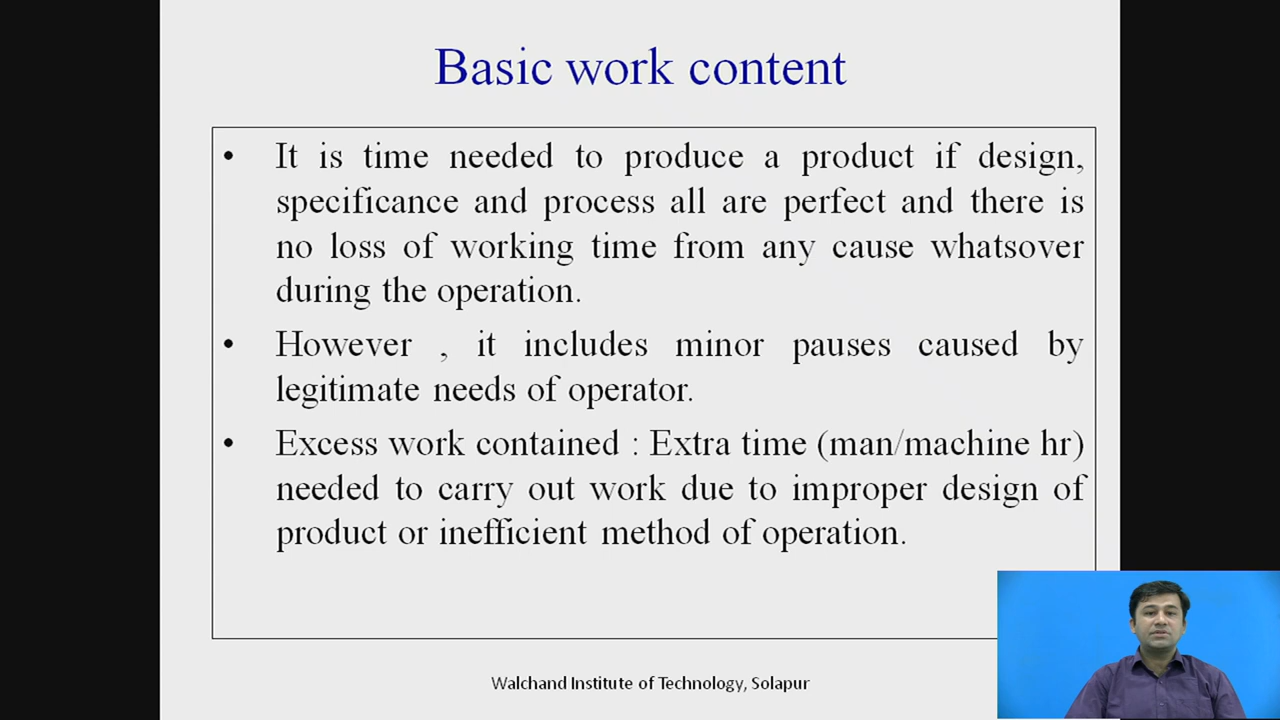 Basic work content
• It is time needed to produce a product if design,
specificance and process all are perfect and there is
no loss of working time from any cause whatsover
during the operation.
• However , it includes minor pauses caused by
legitimate needs of operator.
• Excess work contained : Extra time (man/machine hr)
needed to carry out work due to improper design of
product or inefficient method of operation.
Walchand Institute of Technology, Solapur